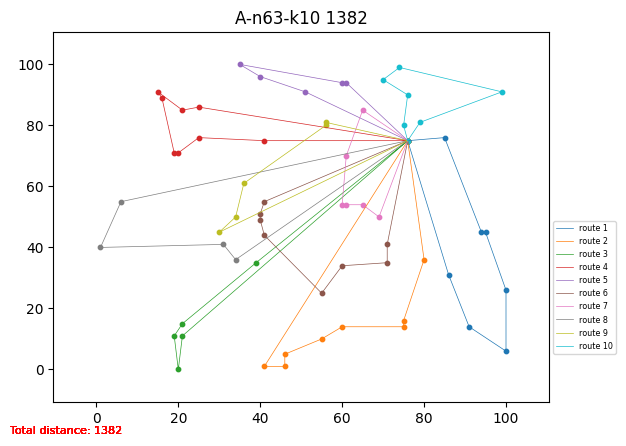 A-n63-k10 1382
100
80
60
40
20
0
0
20
40
60
80
100
route 1
route 2
route 3
route 4
route 5
route 6
route 7
route 8
route 9
route 10
Total distance: 1382